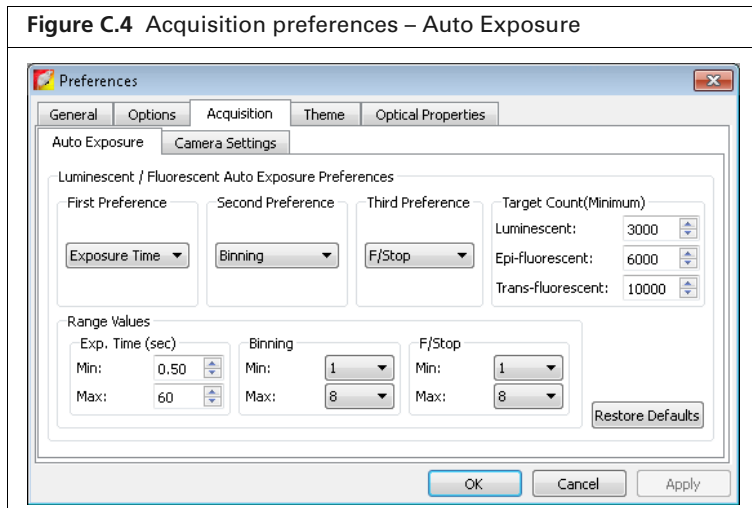 Figure C.4 Acquisition preferences – Auto Exposure
Preferences
General Options Acquisition Theme Optical Properties
Auto Exposure Camera Settings
Luminescent / Fluorescent Auto Exposure Preferences
First Preference Second Preference Third Preference Target Count(Minimum)
Luminescent: 3000
Exposure Time Binning F/Stop Epi-fluorescent: 6000
Trans-fluorescent: 10000
Range Values
Exp. Time (sec) Binning F/Stop
Min: 0.50 Min: 1 Min: 1
Max: 60 Max: 8 Max: 8
Restore Defaults
OK Cancel Apply